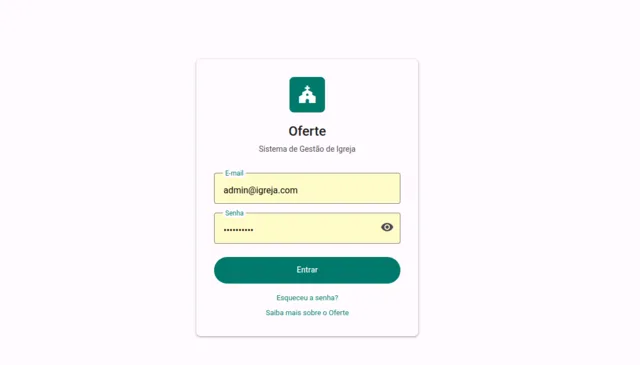 Oferte
Sistema de Gestão de Igreja
E-mail
admin@igreja.com
Senha
••••••••••
Entrar
Esqueceu a senha?
Saiba mais sobre o Oferte